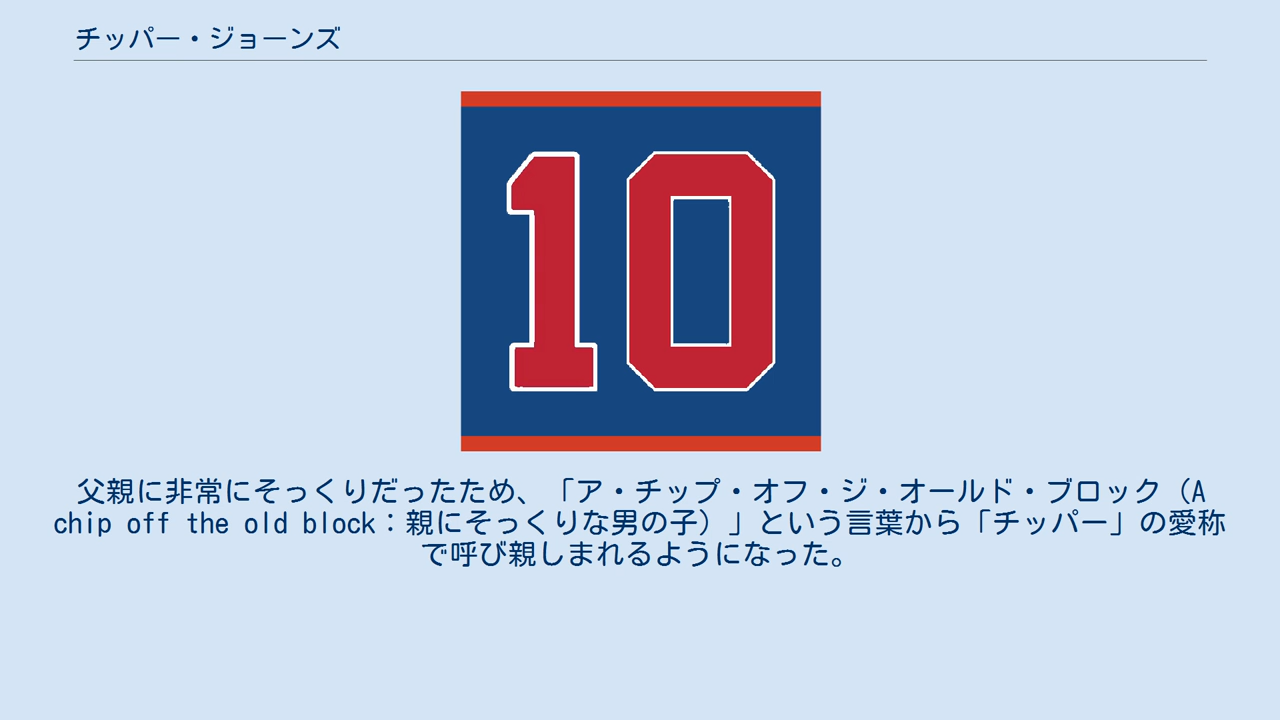 チッパー・ジョーンズ
10
父親に非常にそっくりだったため、「ア・チップ・オフ・ジ・オールド・ブロック（A
chip off the old block：親にそっくりな男の子）」という言葉から「チッパー」の愛称
で呼び親しまれるようになった。